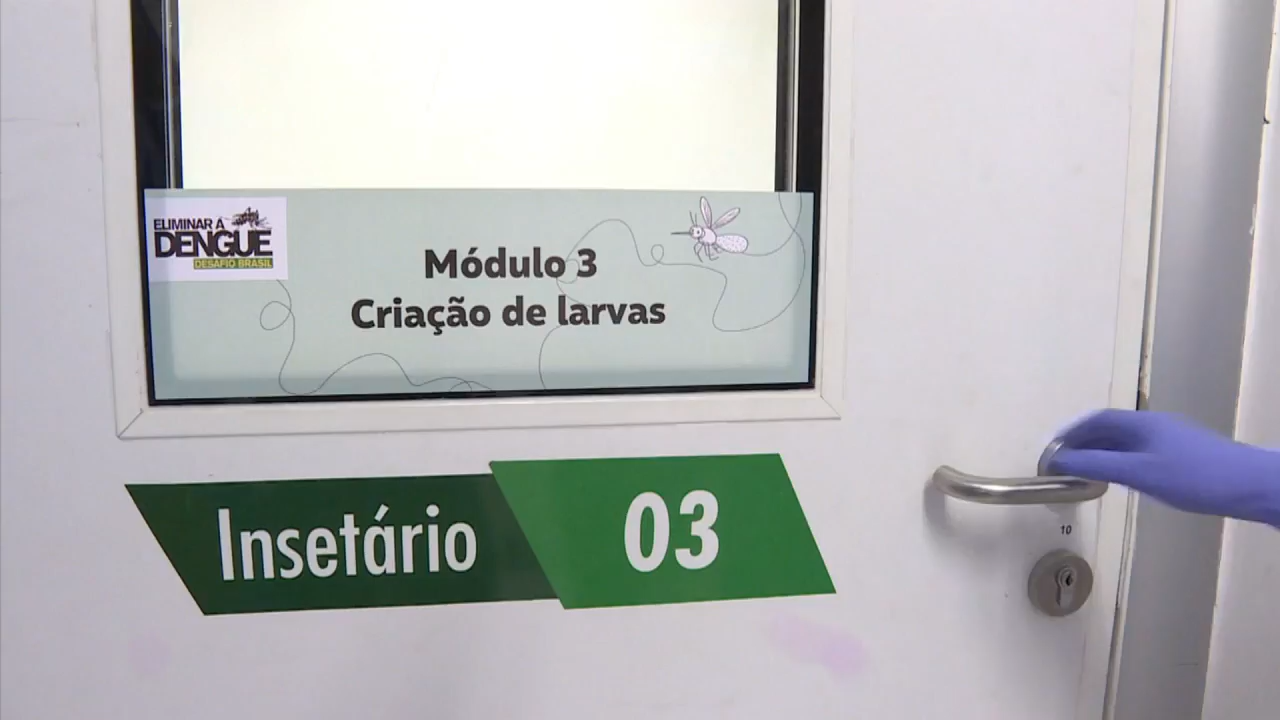 ELIMINAR A
DENGUE
DESAFIO BRASIL
Módulo 3
Criação de larvas
Insetário 03
10